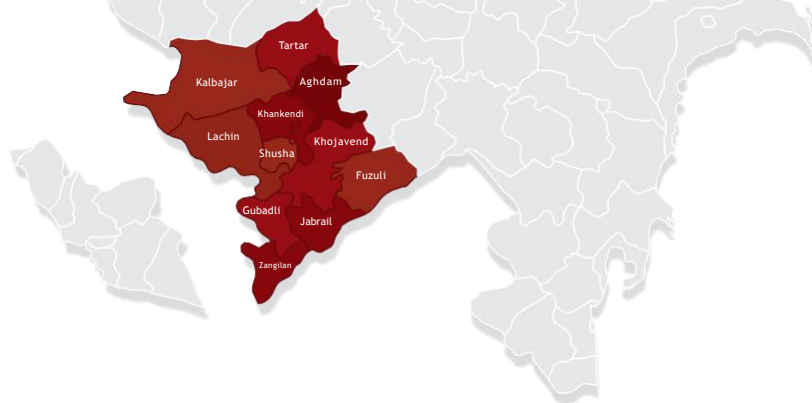 Tartar
Aghdam
Kalbajar
Khankendi
Lachin
Khojavend
Shusha
Fuzuli
Gubadli
Jabrail
Zangilan